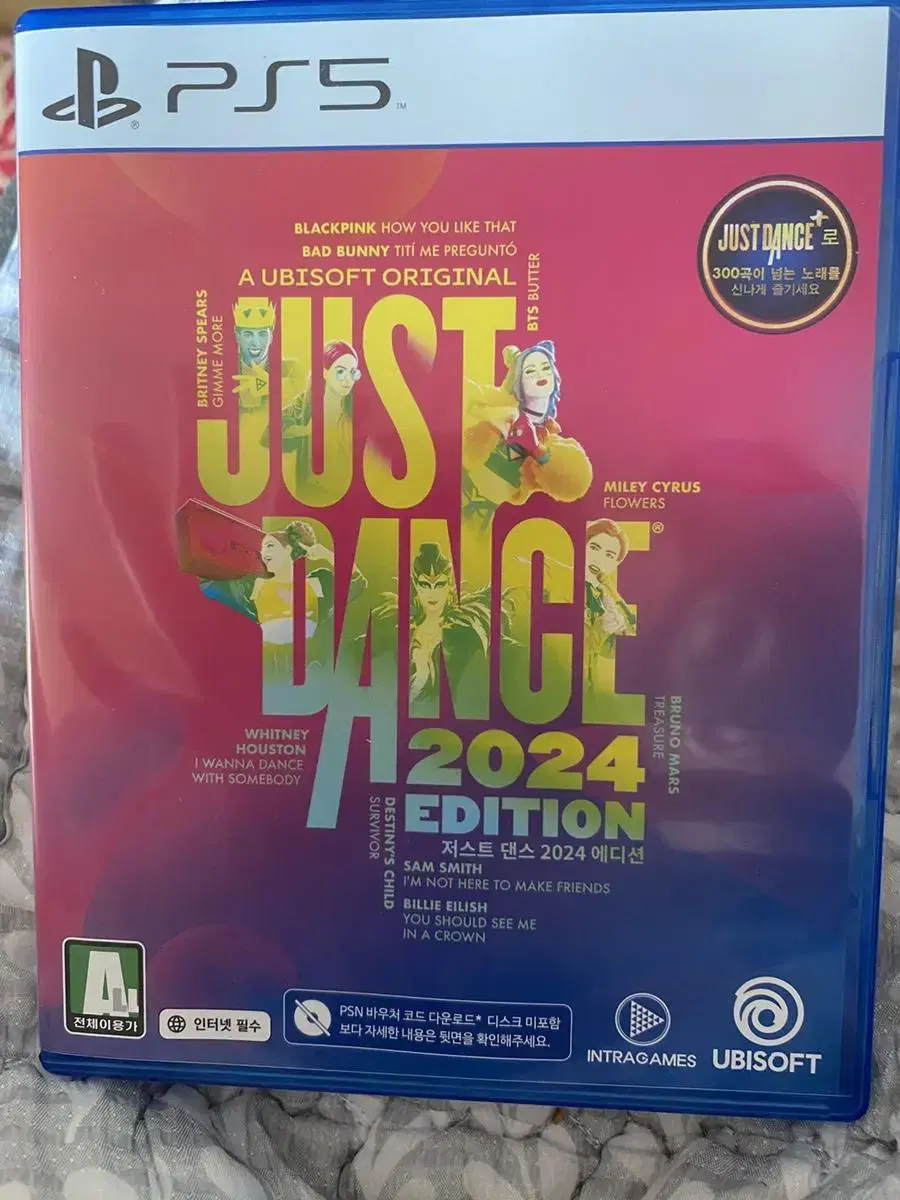 PS5
BLACKPINK HOW YOU LIKE THAT
BAD BUNNY TITÍ ME PREGUNTÓ
A UBISOFT ORIGINAL
BTS BUTTER
BRITNEY SPEARS
GIMME MORE
JUST DANCE+로
300곡이 넘는 노래를
신나게 즐기세요
JUST
DANCE®
2024
EDITION
저스트 댄스 2024 에디션
MILEY CYRUS
FLOWERS
BRUNO MARS
TREASURE
WHITNEY
HOUSTON
I WANNA DANCE
WITH SOMEBODY
DESTINY'S CHILD
SURVIVOR
SAM SMITH
I'M NOT HERE TO MAKE FRIENDS
BILLIE EILISH
YOU SHOULD SEE ME
IN A CROWN
ALL
전체이용가
인터넷 필수
PSN 바우처 코드 다운로드* 디스크 미포함
보다 자세한 내용은 뒷면을 확인해주세요.
INTRAGAMES
UBISOFT